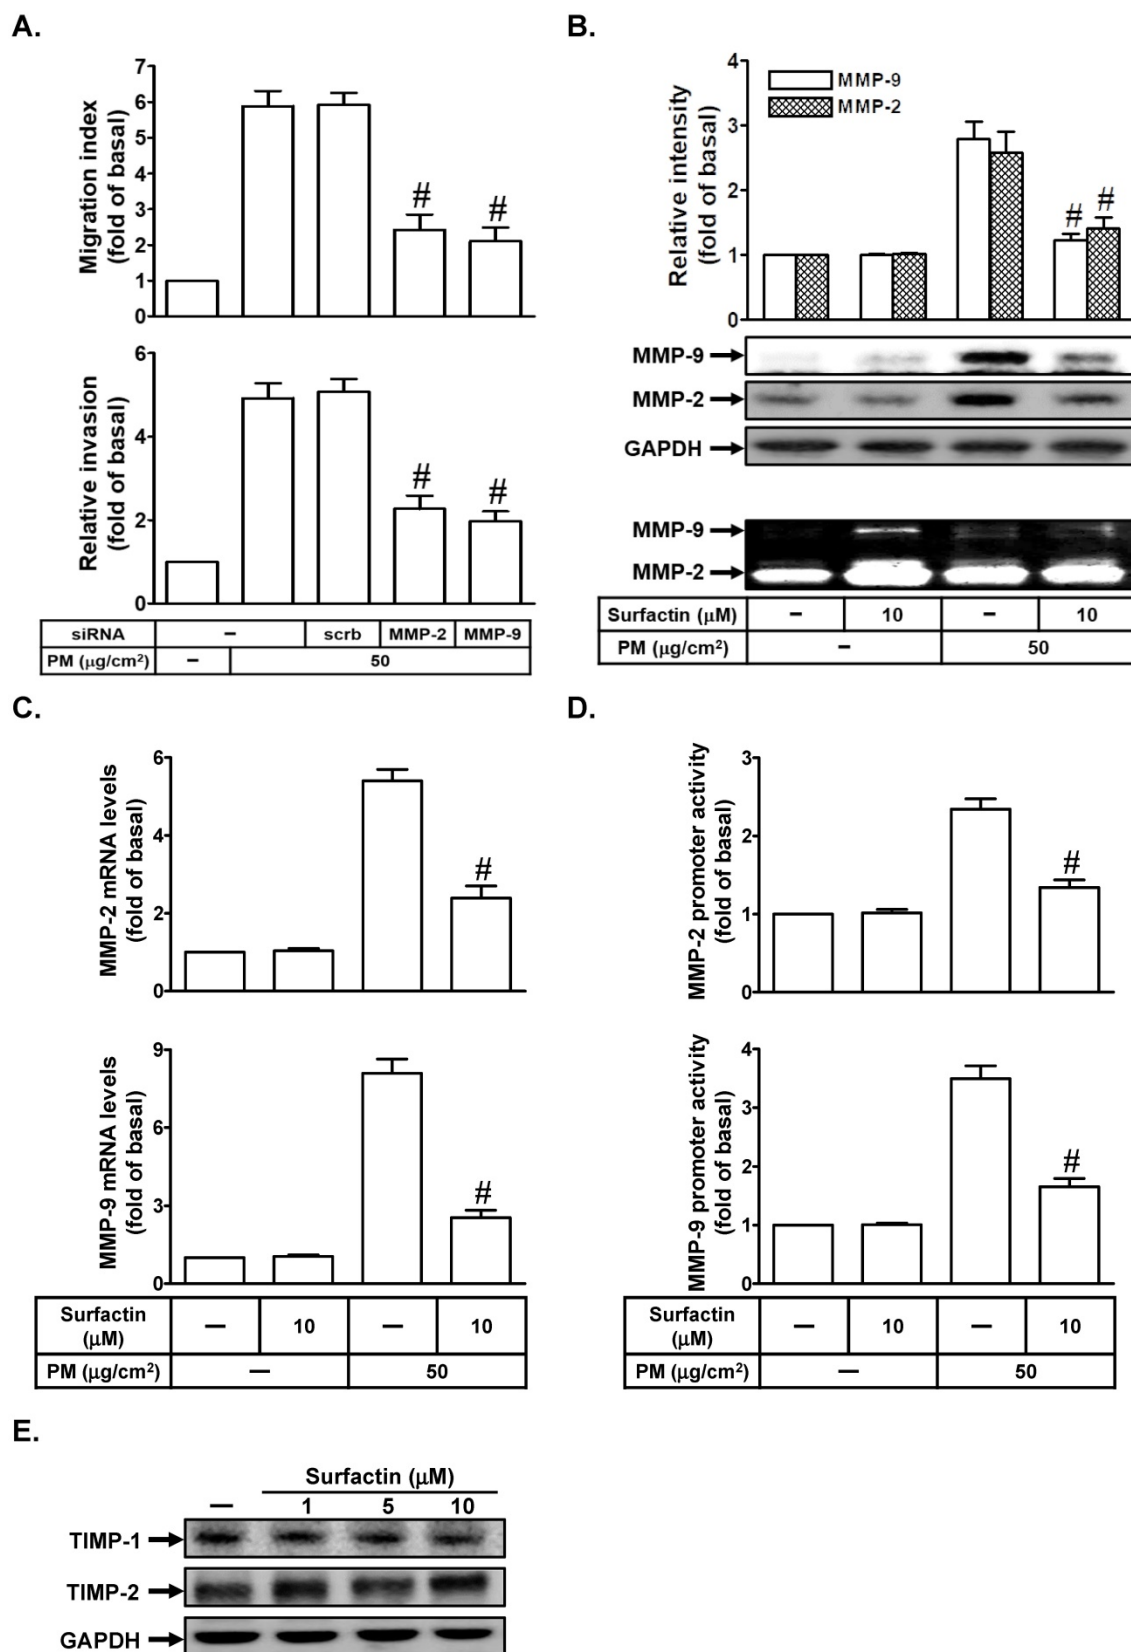 A.
Migration index
(fold of basal)
7
6
5
4
3
2
1
0
# #
Relative invasion
(fold of basal)
6
4
2
0
# #
siRNA – scrb MMP-2 MMP-9
PM (μg/cm²) – 50
B.
Relative intensity
(fold of basal)
4
3
2
1
0
MMP-9
MMP-2
# #
MMP-9
MMP-2
GAPDH
MMP-9
MMP-2
Surfactin (μM) – 10 – 10
PM (μg/cm²) – 50
C.
MMP-2 mRNA levels
(fold of basal)
6
4
2
0
#
MMP-9 mRNA levels
(fold of basal)
9
6
3
0
#
Surfactin
(μM) — 10 — 10
PM (μg/cm²) — 50
D.
MMP-2 promoter activity
(fold of basal)
3
2
1
0
#
MMP-9 promoter activity
(fold of basal)
4
3
2
1
0
#
Surfactin
(μM) — 10 — 10
PM (μg/cm²) — 50
E.
Surfactin (μM)
— 1 5 10
TIMP-1
TIMP-2
GAPDH